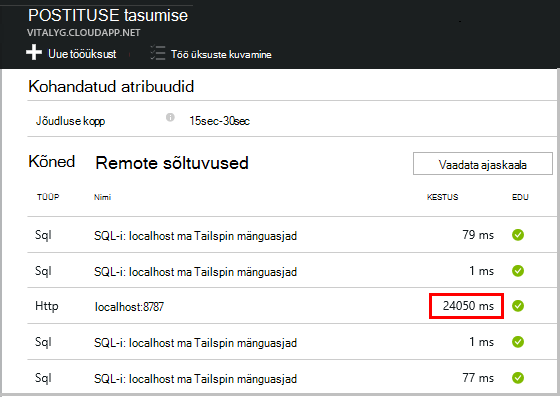 POSTITUSE tasumise
VITALYG.CLOUDAPP.NET
Uue tööüksust Töö üksuste kuvamine
Kohandatud atribuudid
Jõudluse kopp 15sec-30sec
Kõned Remote sõltuvused Vaadata ajaskaala
TÜÜP Nimi KESTUS EDU
Sql SQL-i: localhost ma Tailspin mänguasjad 79 ms
Sql SQL-i: localhost ma Tailspin mänguasjad 1 ms
Http localhost:8787 24050 ms
Sql SQL-i: localhost ma Tailspin mänguasjad 1 ms
Sql SQL-i: localhost ma Tailspin mänguasjad 77 ms